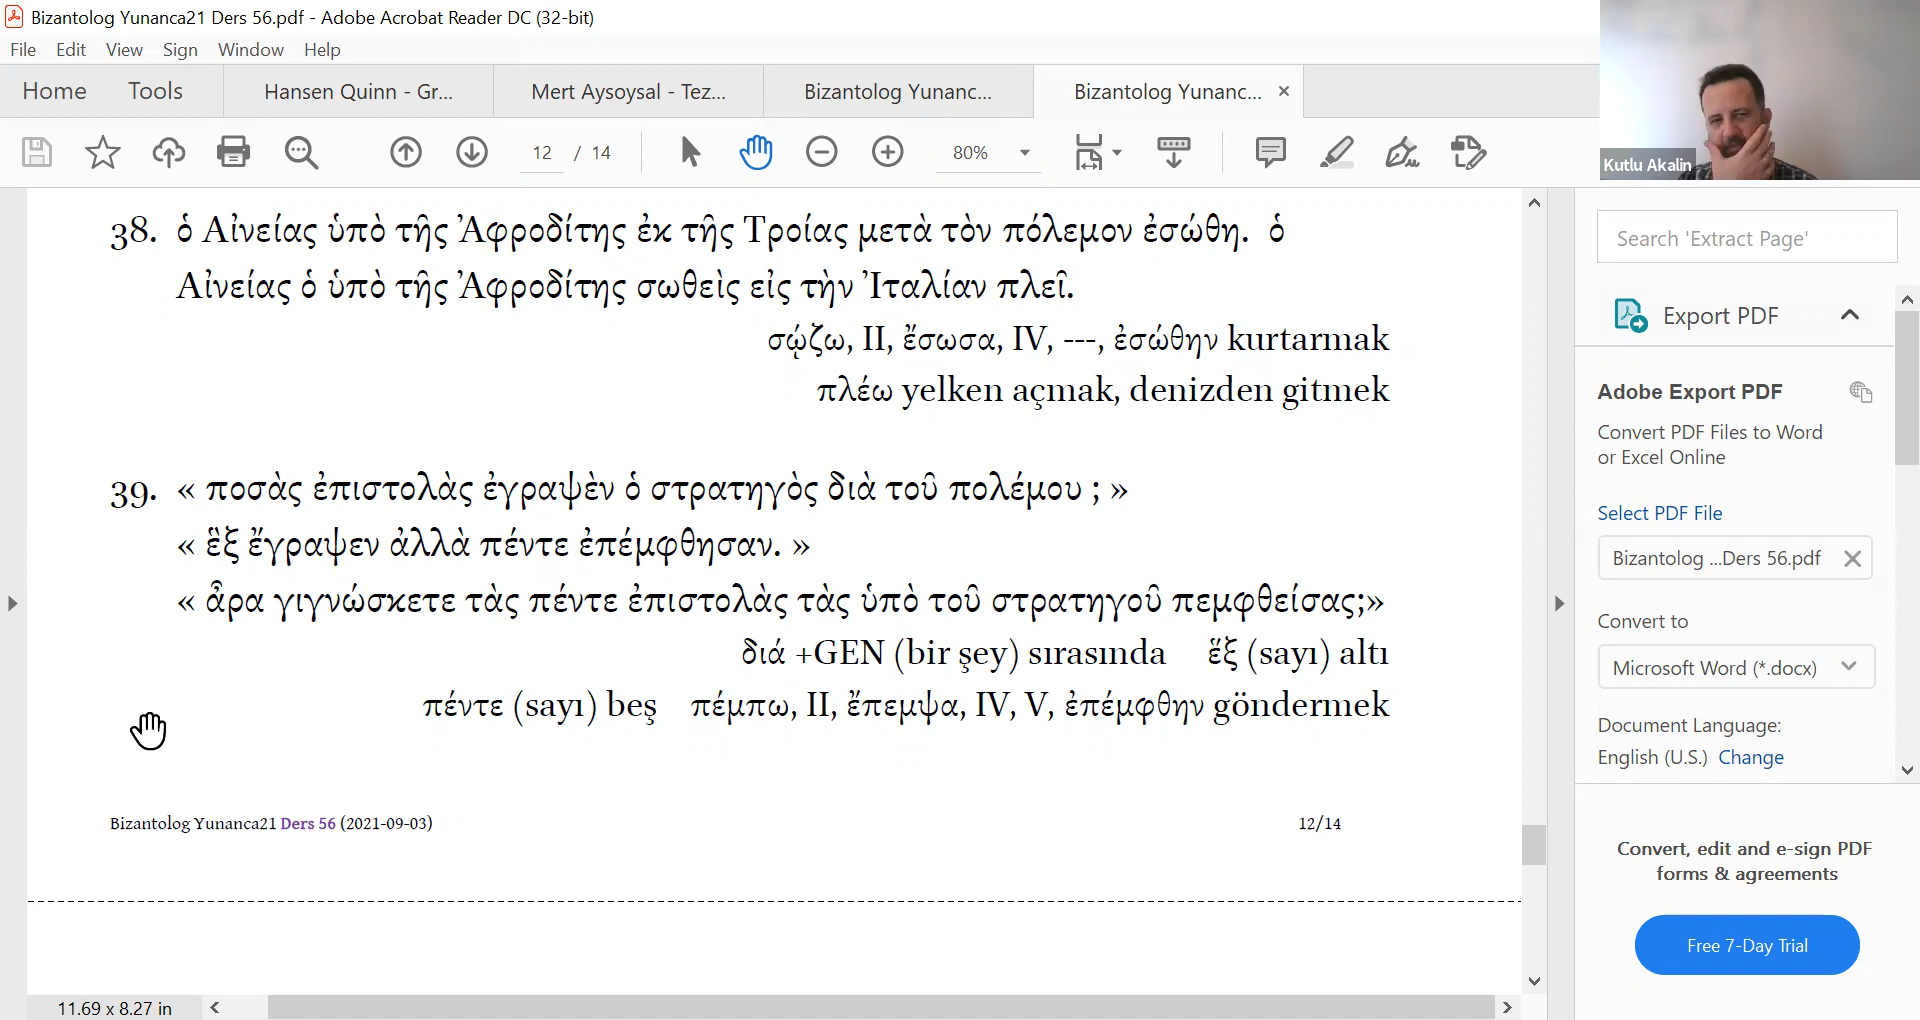 Bizantolog Yunanca21 Ders 56.pdf - Adobe Acrobat Reader DC (32-bit)
File Edit View Sign Window Help
Home Tools Hansen Quinn - Gr... Mert Aysoysal - Tez... Bizantolog Yunanc... Bizantolog Yunanc...
12 / 14 80%
Kutlu Akalin
38. ὁ Αἰνείας ὑπὸ τῆς Ἀφροδίτης ἐκ τῆς Τροίας μετὰ τὸν πόλεμον ἐσώθη. ὁ
Αἰνείας ὁ ὑπὸ τῆς Ἀφροδίτης σωθεὶς εἰς τὴν Ἰταλίαν πλεῖ.
σῴζω, II, ἔσωσα, IV, ---, ἐσώθην kurtarmak
πλέω yelken açmak, denizden gitmek
39. « ποσὰς ἐπιστολὰς ἐγραψὲν ὁ στρατηγὸς διὰ τοῦ πολέμου ; »
« ἓξ ἔγραψεν ἀλλὰ πέντε ἐπέμφθησαν. »
« ἆρα γιγνώσκετε τὰς πέντε ἐπιστολὰς τὰς ὑπὸ τοῦ στρατηγοῦ πεμφθείσας;»
διά +GEN (bir şey) sırasında ἕξ (sayı) altı
πέντε (sayı) beş πέμπω, II, ἔπεμψα, IV, V, ἐπέμφθην göndermek
Bizantolog Yunanca21 Ders 56 (2021-09-03) 12/14
11.69 x 8.27 in
Search 'Extract Page'
Export PDF
Adobe Export PDF
Convert PDF Files to Word
or Excel Online
Select PDF File
Bizantolog ...Ders 56.pdf
Convert to
Microsoft Word (*.docx)
Document Language:
English (U.S.) Change
Convert, edit and e-sign PDF
forms & agreements
Free 7-Day Trial